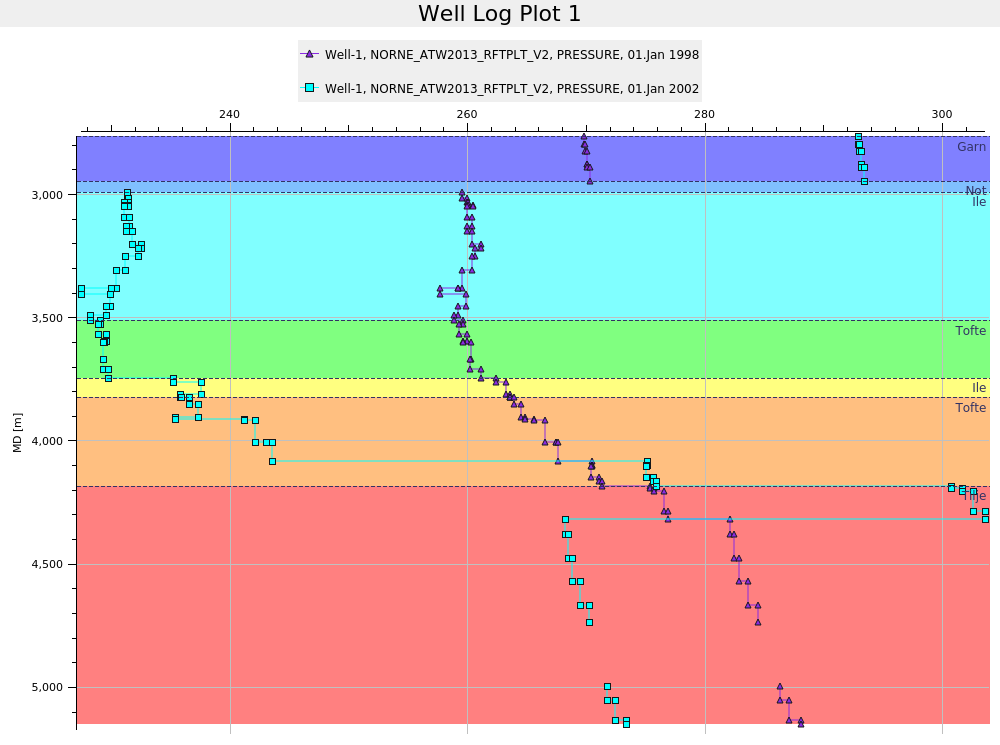 Well Log Plot 1
Well-1, NORNE_ATW2013_RFTPLT_V2, PRESSURE, 01.Jan 1998
Well-1, NORNE_ATW2013_RFTPLT_V2, PRESSURE, 01.Jan 2002
240 260 280 300
Garn
Not
3,000
Ile
3,500
Tofte
Ile
Tofte
MD [m]
4,000
Tilje
4,500
5,000